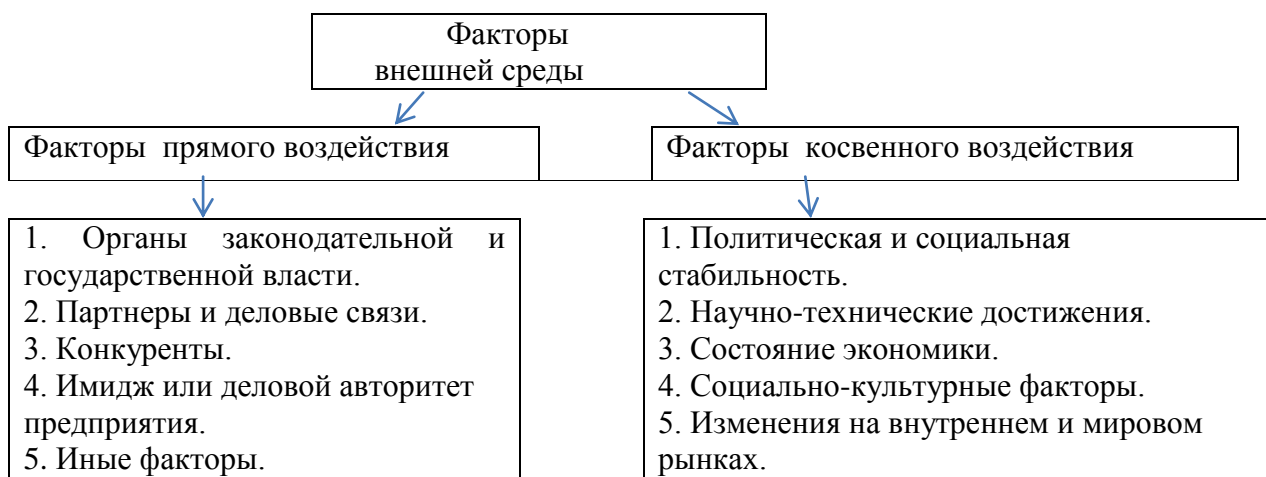 Факторы
внешней среды
Факторы прямого воздействия
Факторы косвенного воздействия
1. Органы законодательной и
государственной власти.
2. Партнеры и деловые связи.
3. Конкуренты.
4. Имидж или деловой авторитет
предприятия.
5. Иные факторы.
1. Политическая и социальная
стабильность.
2. Научно-технические достижения.
3. Состояние экономики.
4. Социально-культурные факторы.
5. Изменения на внутреннем и мировом
рынках.